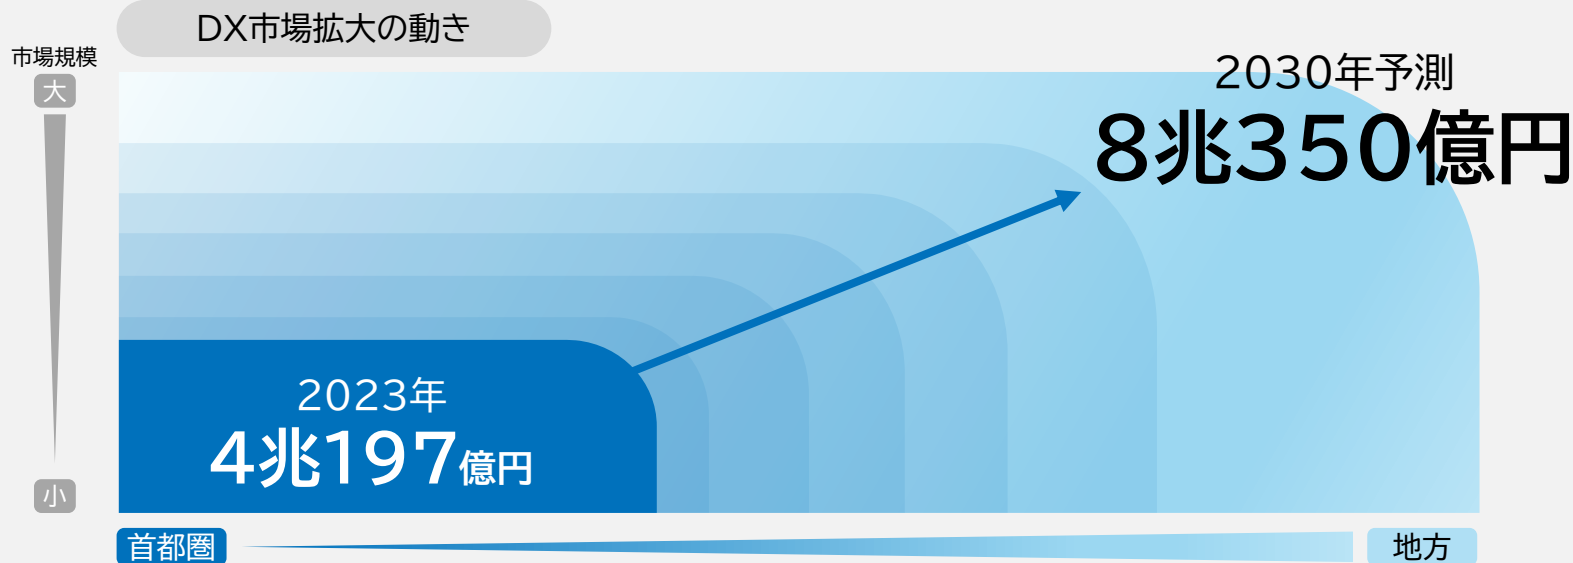 DX市場拡大の動き
市場規模
大
2030年予測
8兆350億円
2023年
4兆197億円
小
首都圏
地方